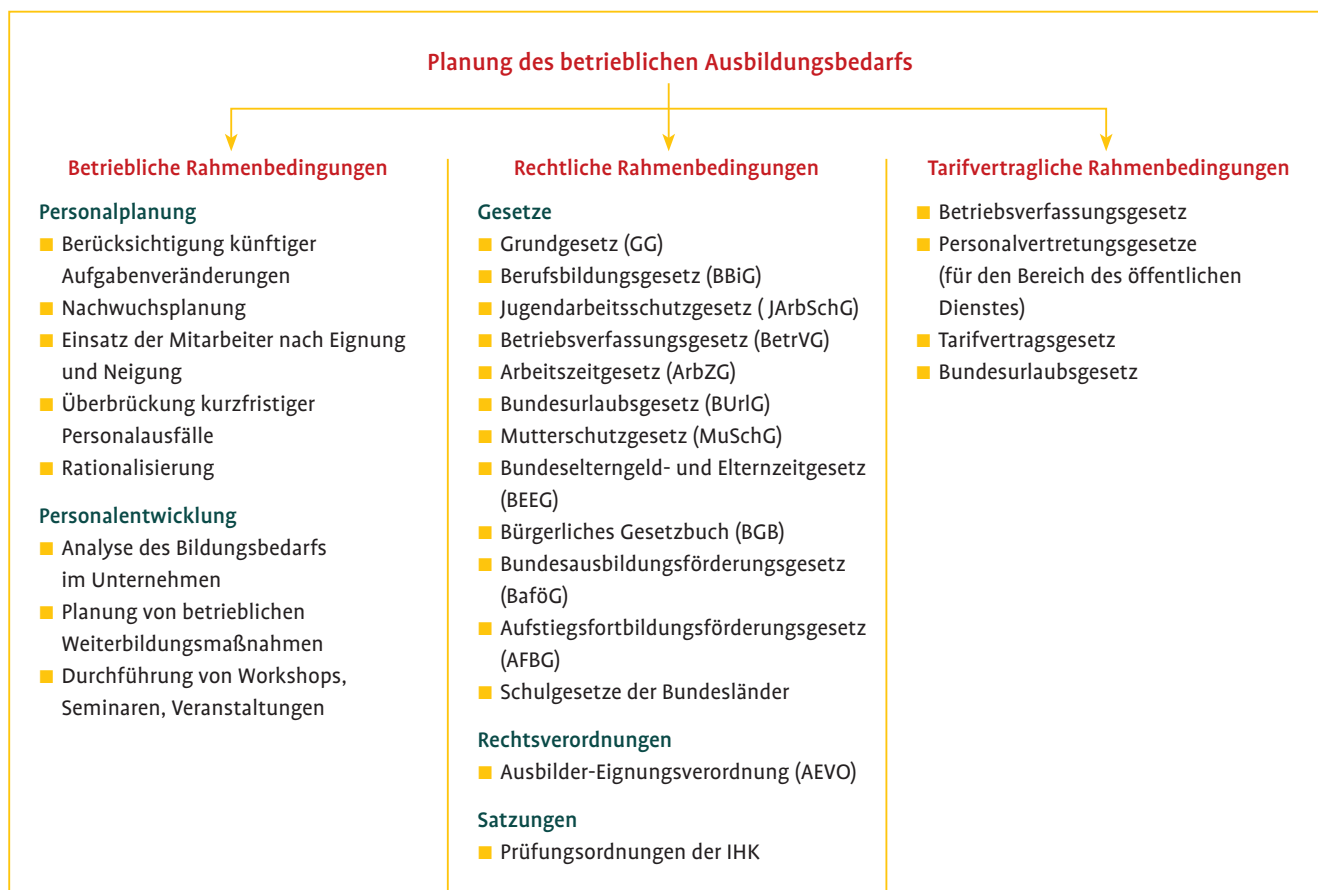 Planung des betrieblichen Ausbildungsbedarfs
Betriebliche Rahmenbedingungen
Personalplanung
Berücksichtigung künftiger
Aufgabenveränderungen
Nachwuchsplanung
Einsatz der Mitarbeiter nach Eignung
und Neigung
Überbrückung kurzfristiger
Personalausfälle
Rationalisierung
Personalentwicklung
Analyse des Bildungsbedarfs
im Unternehmen
Planung von betrieblichen
Weiterbildungsmaßnahmen
Durchführung von Workshops,
Seminaren, Veranstaltungen
Rechtliche Rahmenbedingungen
Gesetze
Grundgesetz (GG)
Berufsbildungsgesetz (BBiG)
Jugendarbeitsschutzgesetz ( JArbSchG)
Betriebsverfassungsgesetz (BetrVG)
Arbeitszeitgesetz (ArbZG)
Bundesurlaubsgesetz (BUrlG)
Mutterschutzgesetz (MuSchG)
Bundeselterngeld- und Elternzeitgesetz
(BEEG)
Bürgerliches Gesetzbuch (BGB)
Bundesausbildungsförderungsgesetz
(BaföG)
Aufstiegsfortbildungsförderungsgesetz
(AFBG)
Schulgesetze der Bundesländer
Rechtsverordnungen
Ausbilder-Eignungsverordnung (AEVO)
Satzungen
Prüfungsordnungen der IHK
Tarifvertragliche Rahmenbedingungen
Betriebsverfassungsgesetz
Personalvertretungsgesetze
(für den Bereich des öffentlichen
Dienstes)
Tarifvertragsgesetz
Bundesurlaubsgesetz